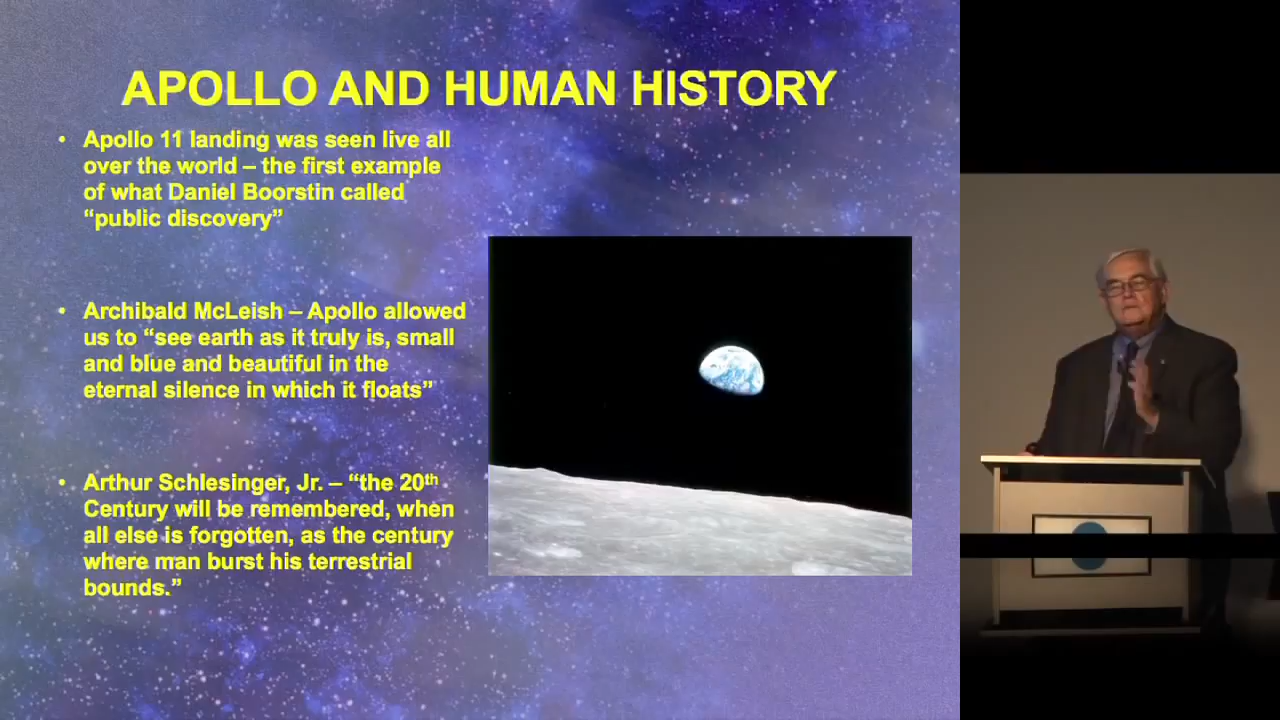 APOLLO AND HUMAN HISTORY
• Apollo 11 landing was seen live all
over the world – the first example
of what Daniel Boorstin called
“public discovery”
• Archibald McLeish – Apollo allowed
us to “see earth as it truly is, small
and blue and beautiful in the
eternal silence in which it floats”
• Arthur Schlesinger, Jr. – “the 20th
Century will be remembered, when
all else is forgotten, as the century
where man burst his terrestrial
bounds.”